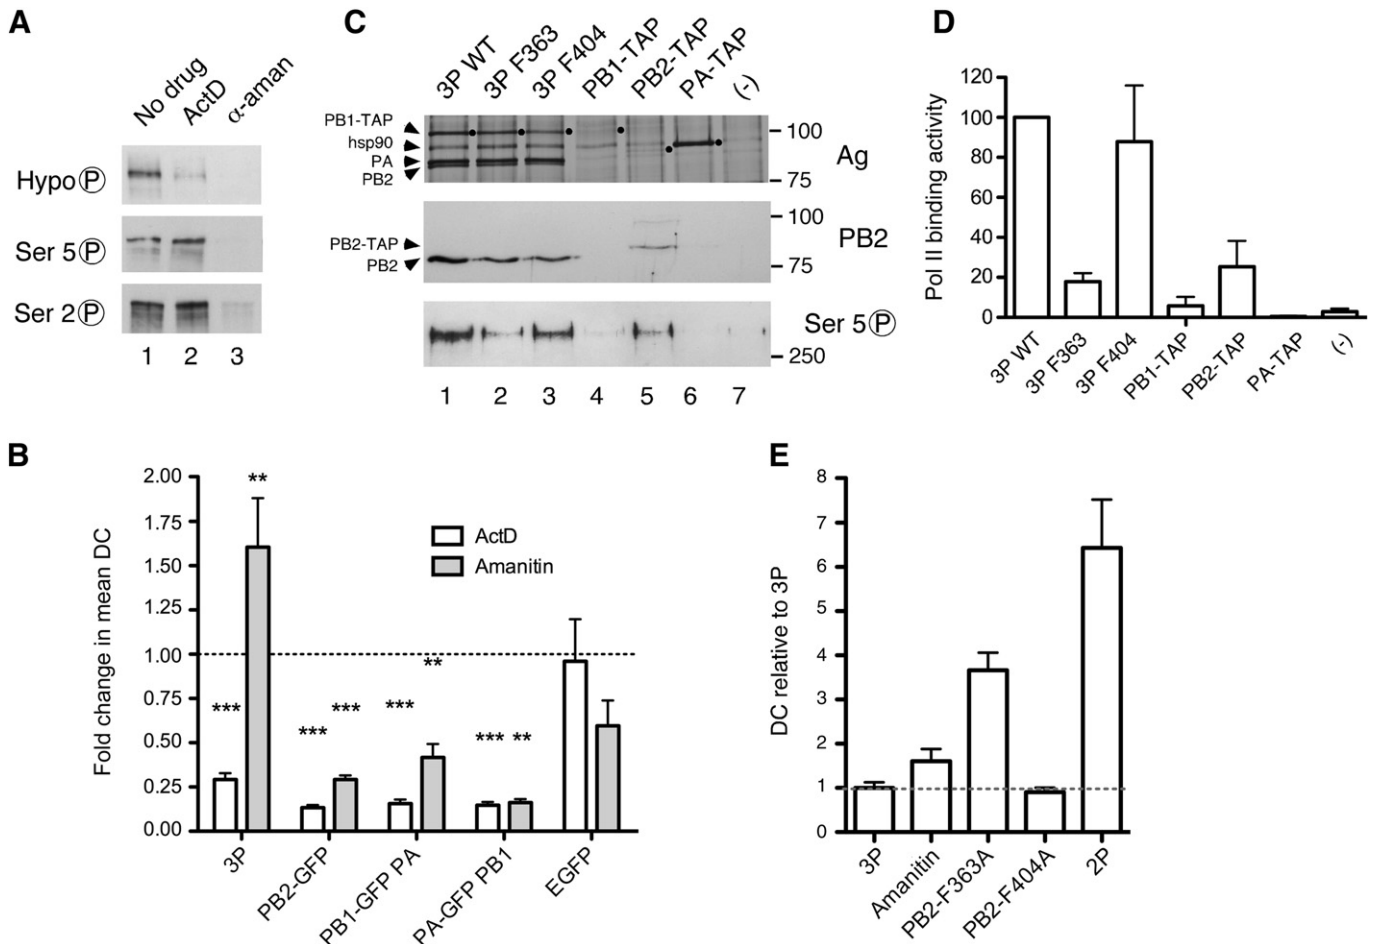 A
No drug
ActD
α-aman
Hypo Ⓟ
Ser 5 Ⓟ
Ser 2 Ⓟ
1 2 3
C
3P WT
3P F363
3P F404
PB1-TAP
PB2-TAP
PA-TAP
(-)
PB1-TAP
hsp90
PA
PB2
100
75
Ag
PB2-TAP
PB2
100
75
PB2
Ser 5 Ⓟ
250
1 2 3 4 5 6 7
D
Pol II binding activity
120
100
80
60
40
20
0
3P WT
3P F363
3P F404
PB1-TAP
PB2-TAP
PA-TAP
(-)
B
Fold change in mean DC
2.00
1.75
1.50
1.25
1.00
0.75
0.50
0.25
0.00
**
***
***
***
***
**
***
**
ActD
Amanitin
3P
PB2-GFP
PB1-GFP PA
PA-GFP PB1
EGFP
E
DC relative to 3P
8
7
6
5
4
3
2
1
0
3P
Amanitin
PB2-F363A
PB2-F404A
2P